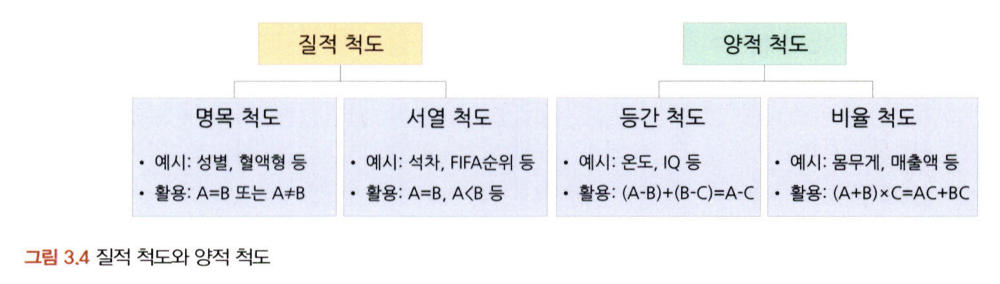 질적 척도
양적 척도
명목 척도
• 예시: 성별, 혈액형 등
• 활용: A=B 또는 A≠B
서열 척도
• 예시: 석차, FIFA순위 등
• 활용: A=B, A<B 등
등간 척도
• 예시: 온도, IQ 등
• 활용: (A-B)+(B-C)=A-C
비율 척도
• 예시: 몸무게, 매출액 등
• 활용: (A+B)×C=AC+BC
그림 3.4 질적 척도와 양적 척도